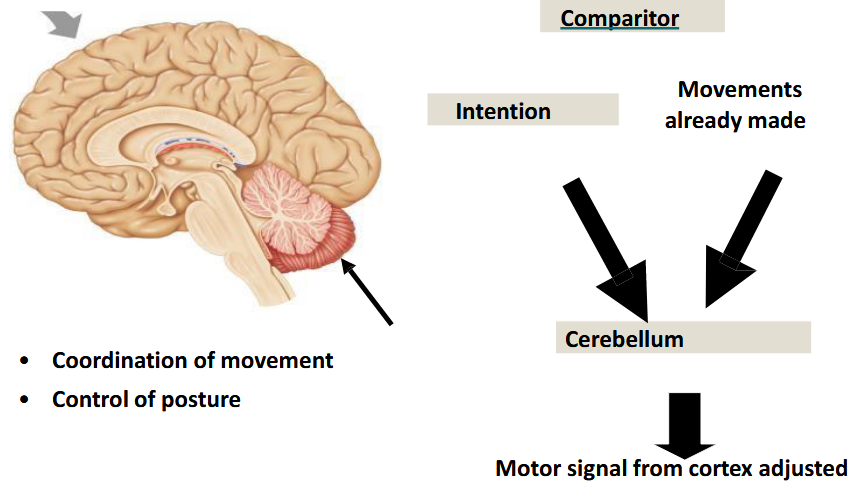 Comparitor
Intention
Movements
already made
Cerebellum
Motor signal from cortex adjusted
• Coordination of movement
• Control of posture